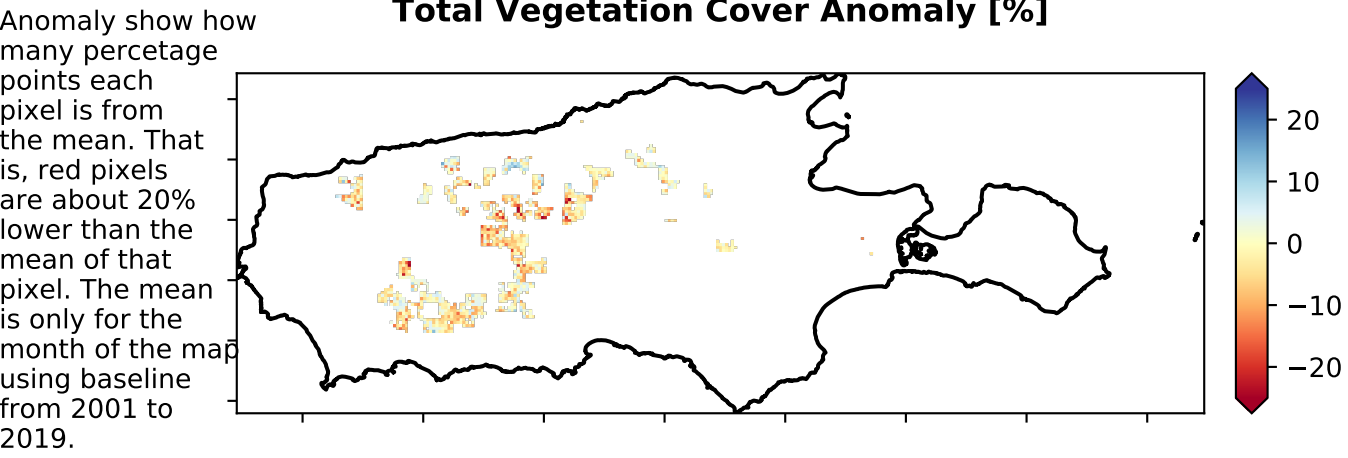 Total Vegetation Cover Anomaly [%]
Anomaly show how
many percetage
points each
pixel is from
the mean. That
is, red pixels
are about 20%
lower than the
mean of that
pixel. The mean
is only for the
month of the map
using baseline
from 2001 to
2019.
20
10
0
−10
−20